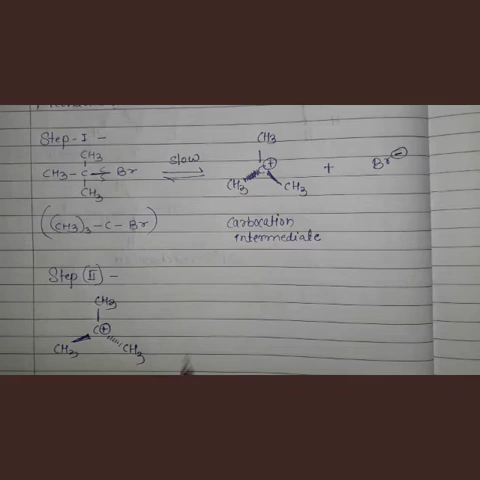 Step-I -
CH3
CH3-C-Br slow C⊕ + Br⊖
CH3
CH3
CH3 CH3
((CH3)3-C-Br)
Carbocation
intermediate
Step (II) -
CH3
C⊕
CH3 CH3